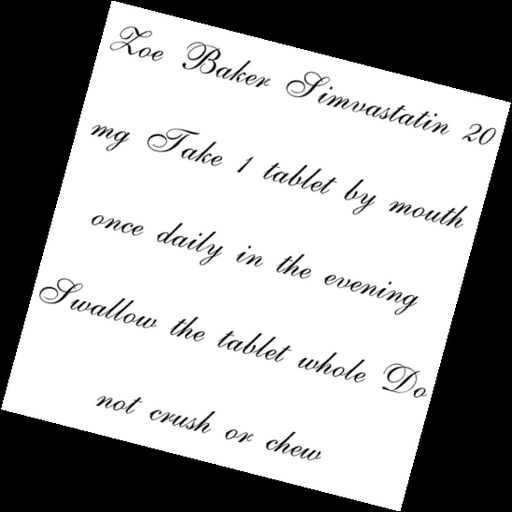 Zoe Baker Simvastatin 20
mg Take 1 tablet by mouth
once daily in the evening
Swallow the tablet whole Do
not crush or chew